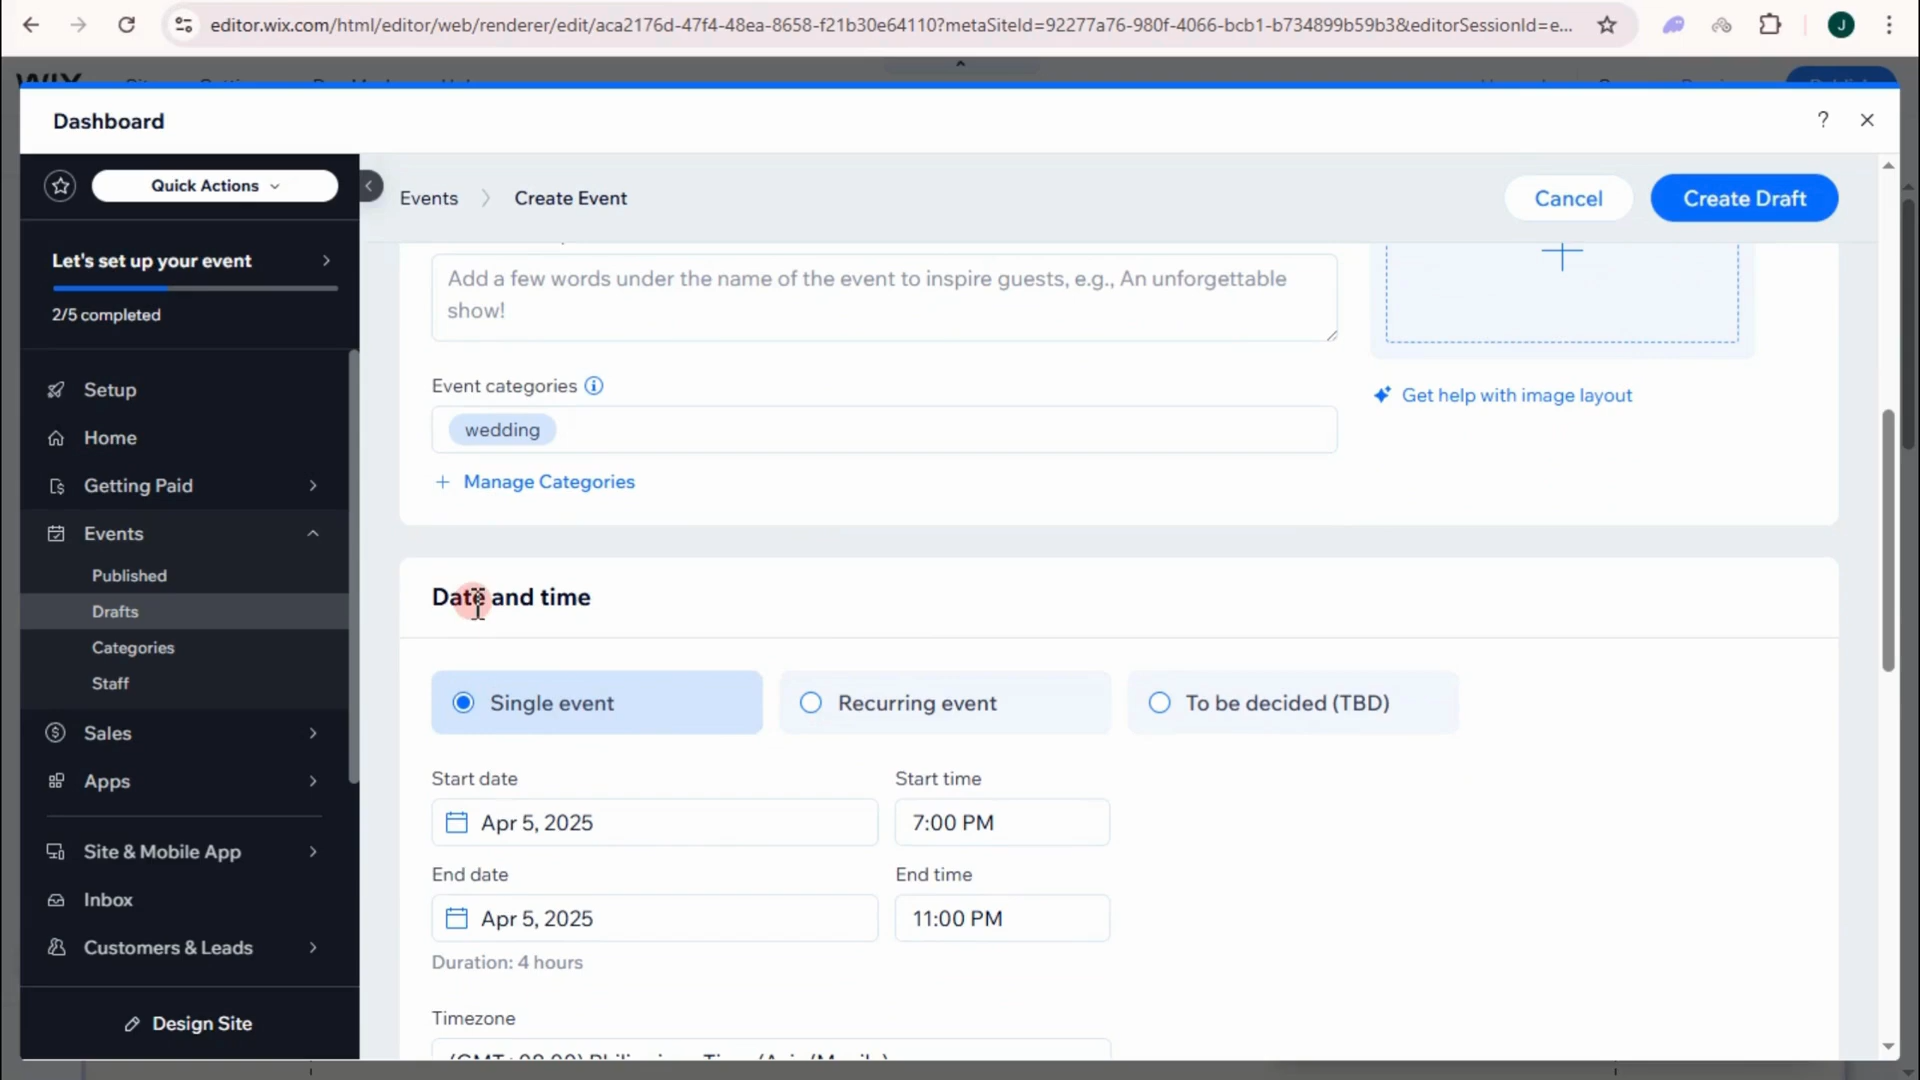 editor.wix.com/html/editor/web/renderer/edit/aca2176d-47f4-48ea-8658-f21b30e64110?metaSiteId=92277a76-980f-4066-bcb1-b734899b59b3&editorSessionId=e...
J
Dashboard
?
Quick Actions
Events
Create Event
Cancel
Create Draft
Let's set up your event
2/5 completed
Add a few words under the name of the event to inspire guests, e.g., An unforgettable
show!
Event categories
Get help with image layout
wedding
+ Manage Categories
Setup
Home
Getting Paid
Events
Published
Drafts
Categories
Staff
Sales
Apps
Site & Mobile App
Inbox
Customers & Leads
Design Site
Date and time
Single event
Recurring event
To be decided (TBD)
Start date
Start time
Apr 5, 2025
7:00 PM
End date
End time
Apr 5, 2025
11:00 PM
Duration: 4 hours
Timezone